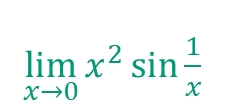 lim x→0 x² sin 1/x